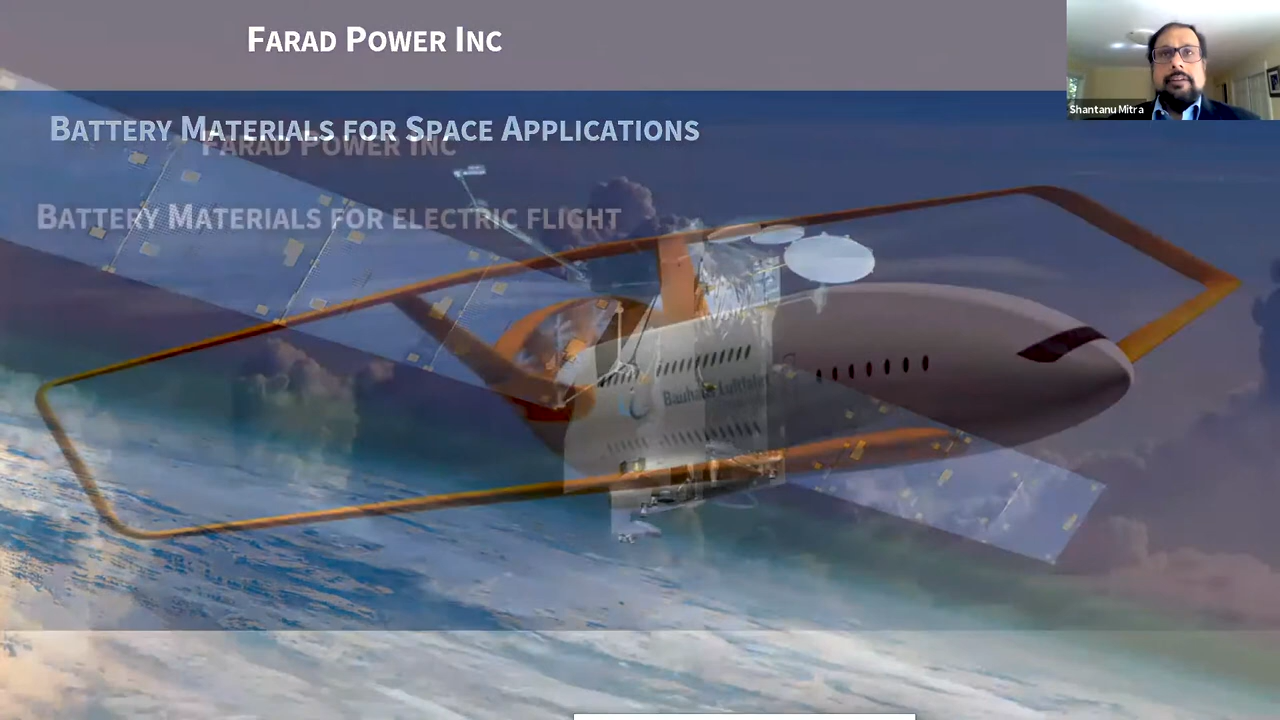 FARAD POWER INC
Shantanu Mitra
BATTERY MATERIALS FOR SPACE APPLICATIONS
FARAD POWER INC
BATTERY MATERIALS FOR ELECTRIC FLIGHT
Bauhaus Luftfahrt